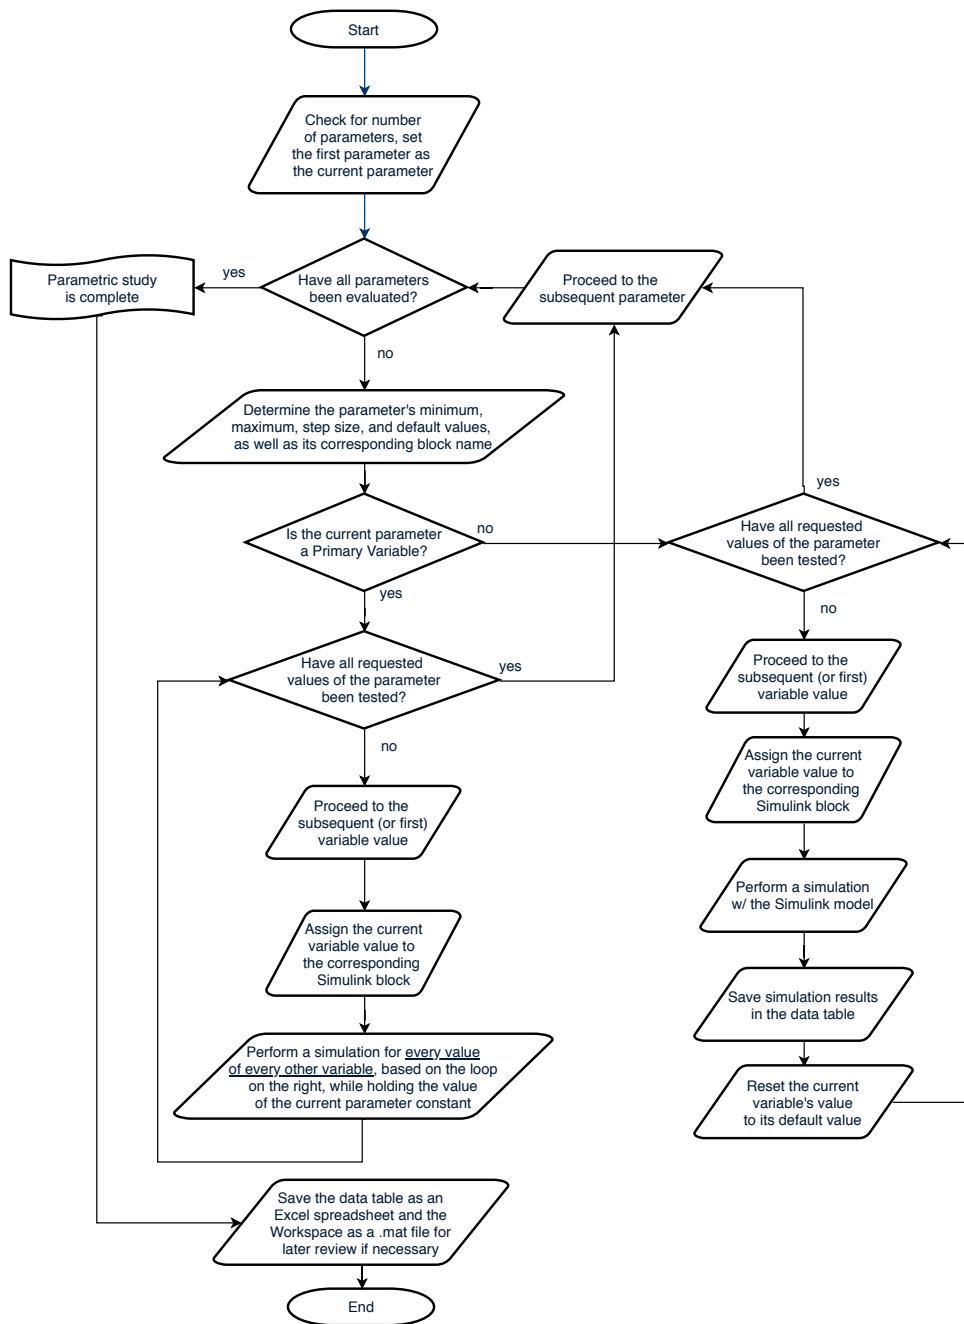 Start
Check for number
of parameters, set
the first parameter as
the current parameter
Parametric study
is complete
yes
Have all parameters
been evaluated?
Proceed to the
subsequent parameter
no
Determine the parameter's minimum,
maximum, step size, and default values,
as well as its corresponding block name
Is the current parameter
a Primary Variable?
no
yes
yes
Have all requested
values of the parameter
been tested?
no
Have all requested
values of the parameter
been tested?
yes
no
Proceed to the
subsequent (or first)
variable value
Assign the current
variable value to
the corresponding
Simulink block
Perform a simulation for every value
of every other variable, based on the loop
on the right, while holding the value
of the current parameter constant
Proceed to the
subsequent (or first)
variable value
Assign the current
variable value to
the corresponding
Simulink block
Perform a simulation
w/ the Simulink model
Save simulation results
in the data table
Reset the current
variable's value
to its default value
Save the data table as an
Excel spreadsheet and the
Workspace as a .mat file for
later review if necessary
End